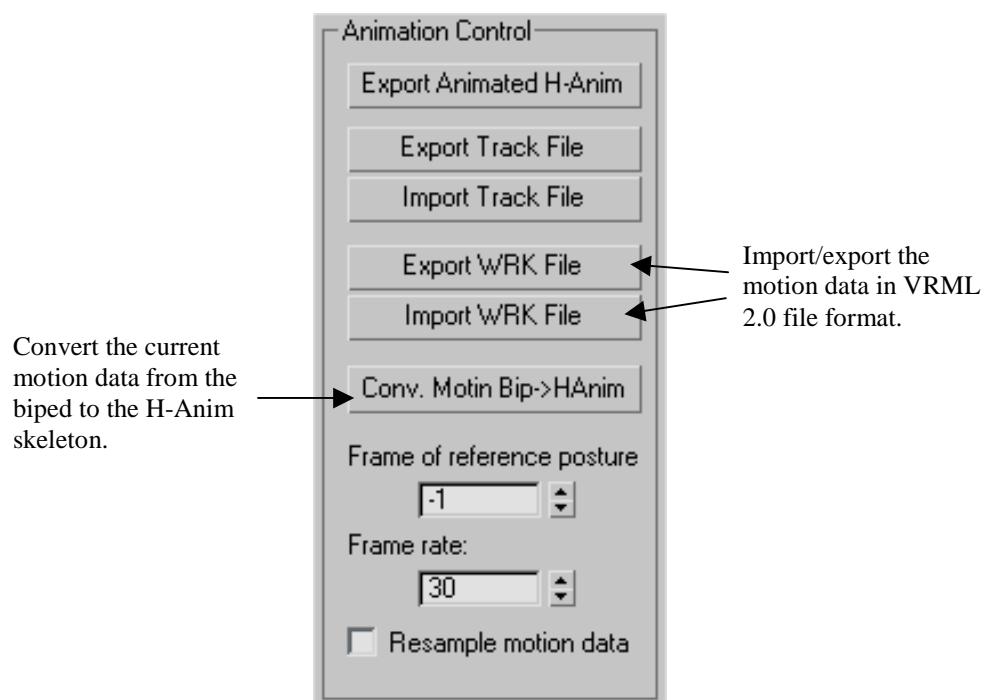 Animation Control
Export Animated H-Anim
Export Track File
Import Track File
Export WRK File
Import WRK File
Import/export the
motion data in VRML
2.0 file format.
Convert the current
motion data from the
biped to the H-Anim
skeleton.
Conv. Motin Bip->HAnim
Frame of reference posture
-1
Frame rate:
30
Resample motion data